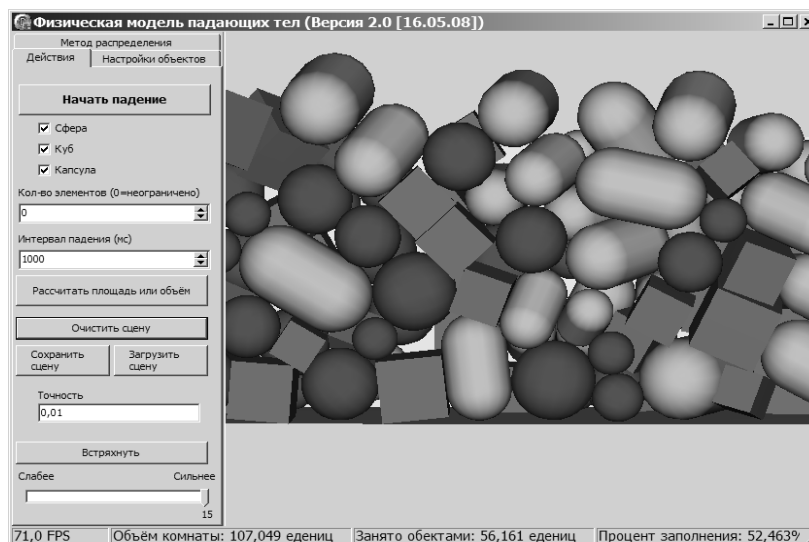 Физическая модель падающих тел (Версия 2.0 [16.05.08])
Метод распределения
Действия
Настройки объектов
Начать падение
Сфера
Куб
Капсула
Кол-во элементов (0=неограничено)
0
Интервал падения (мс)
1000
Рассчитать площадь или объём
Очистить сцену
Сохранить
сцену
Загрузить
сцену
Точность
0,01
Встряхнуть
Слабее
Сильнее
15
71,0 FPS
Объём комнаты: 107,049 едениц
Занято обектами: 56,161 едениц
Процент заполнения: 52,463%